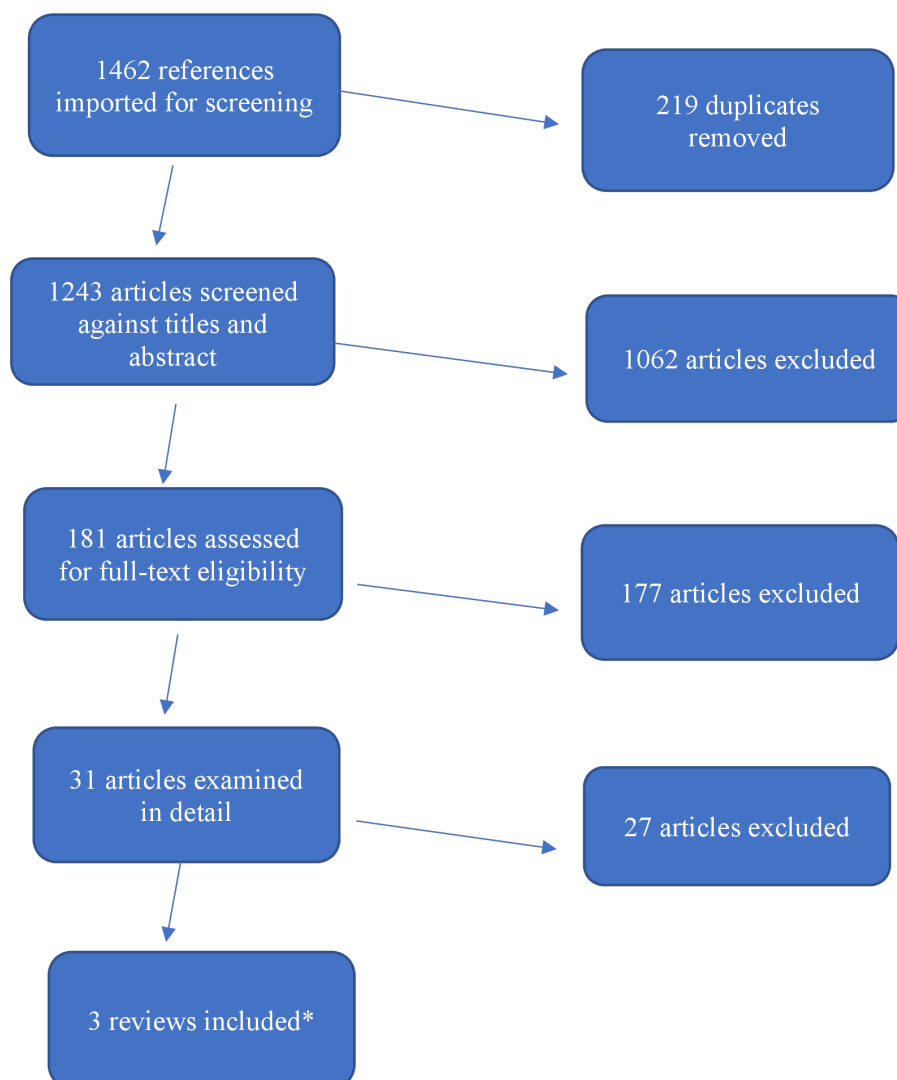 1462 references
imported for screening
219 duplicates
removed
1243 articles screened
against titles and
abstract
1062 articles excluded
181 articles assessed
for full-text eligibility
177 articles excluded
31 articles examined
in detail
27 articles excluded
3 reviews included*